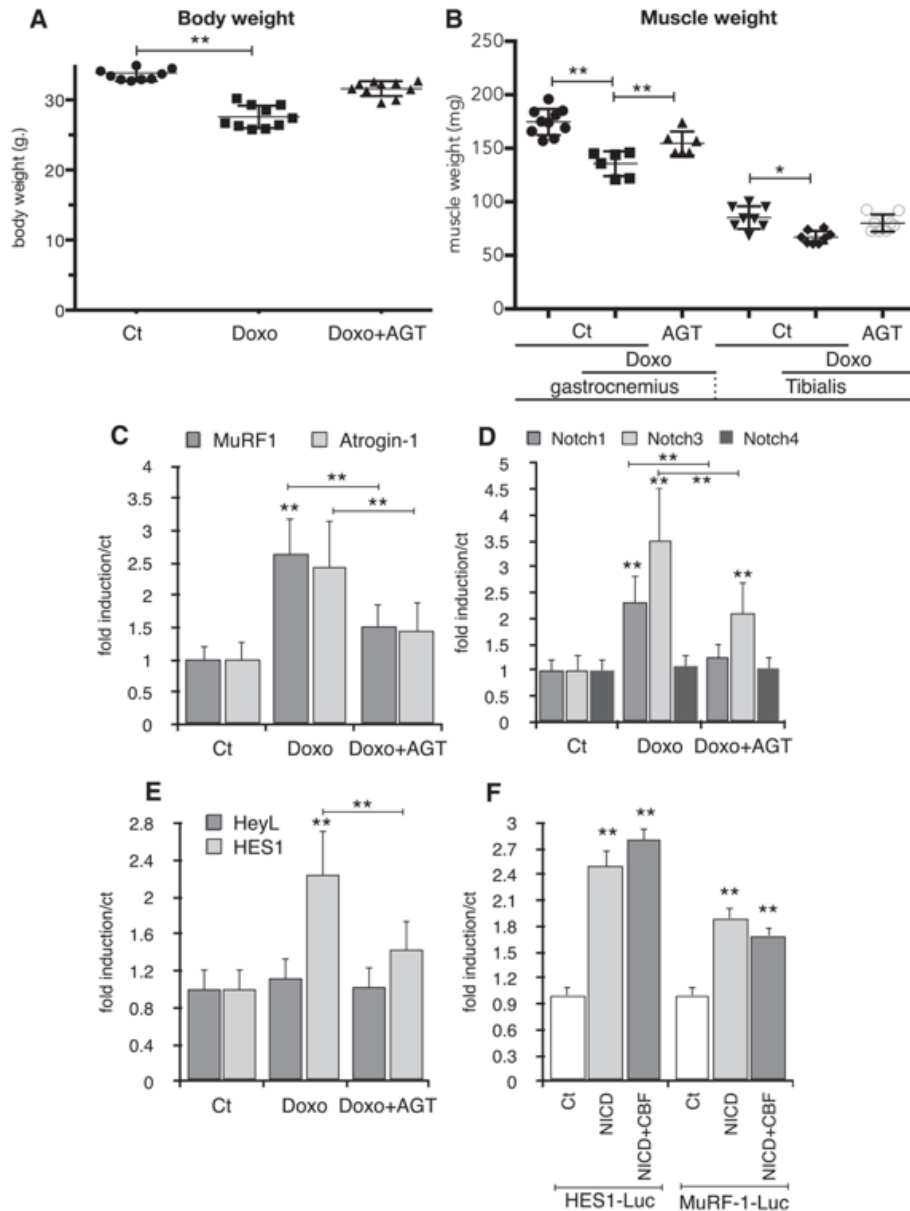 A
Body weight
**
body weight (g.)
30
20
10
0
Ct
Doxo
Doxo+AGT
B
Muscle weight
muscle weight (mg)
250
200
150
100
50
0
**
**
*
Ct
AGT
Ct
AGT
Doxo
Doxo
gastrocnemius
Tibialis
C
MuRF1
Atrogin-1
fold induction/ct
4
3.5
3
2.5
2
1.5
1
0.5
0
**
**
**
Ct
Doxo
Doxo+AGT
D
Notch1
Notch3
Notch4
fold induction/ct
5
4.5
4
3.5
3
2.5
2
1.5
1
0.5
0
**
**
**
**
**
Ct
Doxo
Doxo+AGT
E
HeyL
HES1
fold induction/ct
2.8
2.4
2
1.6
1.2
0.8
0.4
0
**
**
Ct
Doxo
Doxo+AGT
F
fold induction/ct
3
2.7
2.4
2.1
1.8
1.5
1.2
0.9
0.6
0.3
0
**
**
**
**
Ct
NICD
NICD+CBF
Ct
NICD
NICD+CBF
HES1-Luc
MuRF-1-Luc